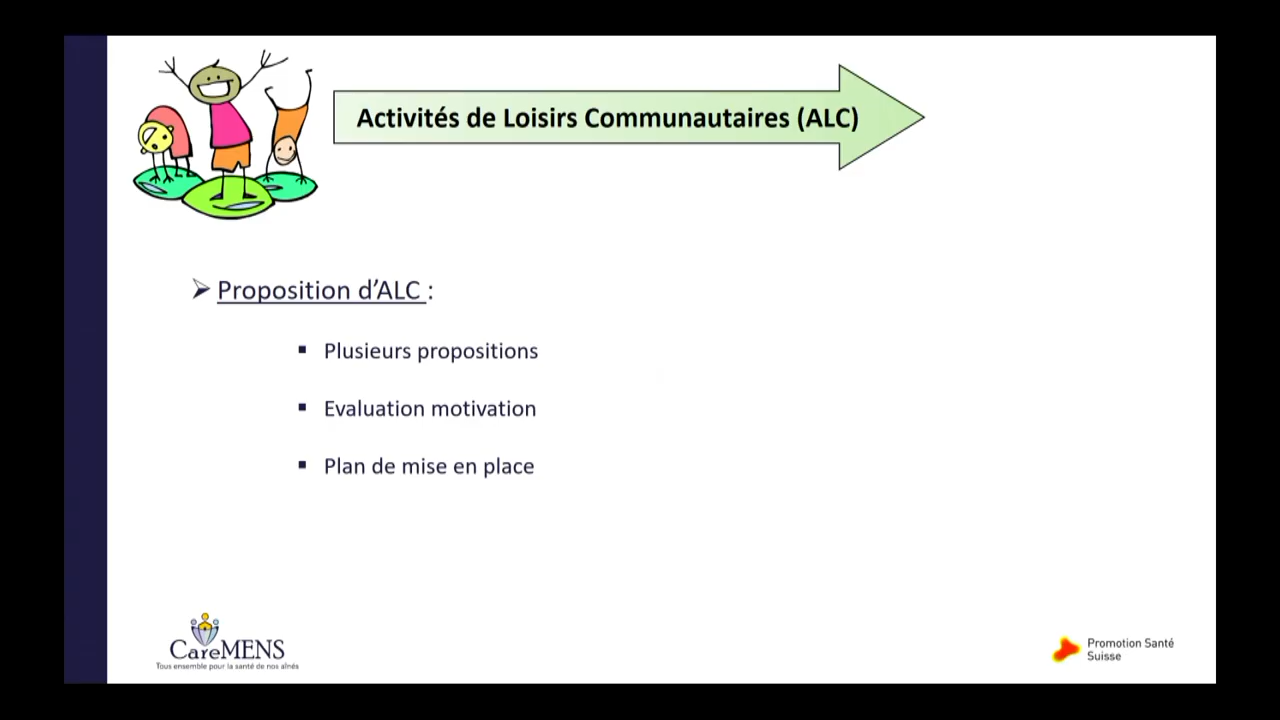 Activités de Loisirs Communautaires (ALC)
Proposition d’ALC :
Plusieurs propositions
Evaluation motivation
Plan de mise en place
CareMENS
Tous ensemble pour la santé de nos aînés
Promotion Santé
Suisse